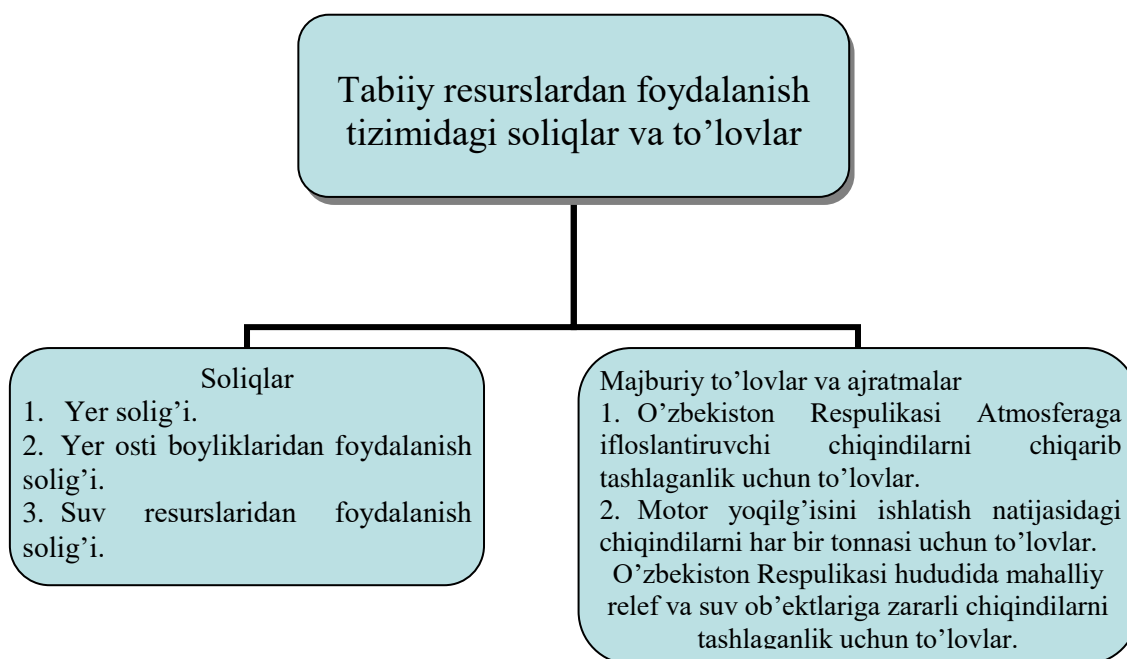 Tabiiy resurslardan foydalanish
tizimidagi soliqlar va to’lovlar
Soliqlar
1. Yer solig’i.
2. Yer osti boyliklaridan foydalanish
solig’i.
3. Suv resurslaridan foydalanish
solig’i.
Majburiy to’lovlar va ajratmalar
1. O’zbekiston Respulikasi Atmosferaga
ifloslantiruvchi chiqindilarni chiqarib
tashlaganlik uchun to’lovlar.
2. Motor yoqilg’isini ishlatish natijasidagi
chiqindilarni har bir tonnasi uchun to’lovlar.
O’zbekiston Respulikasi hududida mahalliy
relef va suv ob’ektlariga zararli chiqindilarni
tashlaganlik uchun to’lovlar.